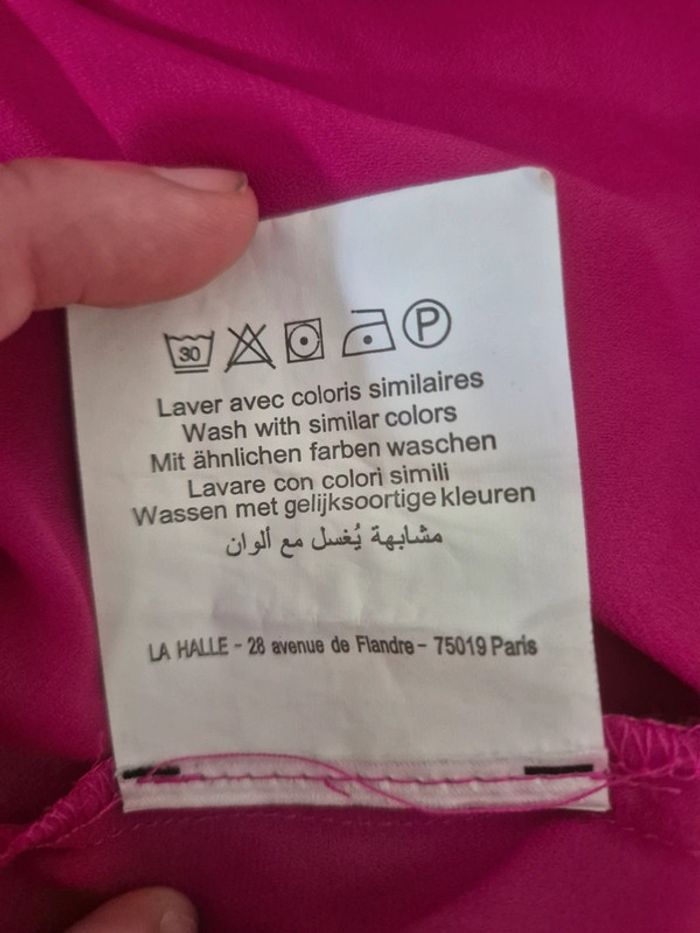 30 P
Laver avec coloris similaires
Wash with similar colors
Mit ähnlichen farben waschen
Lavare con colori simili
Wassen met gelijksoortige kleuren
مشابهة يُغسل مع ألوان
LA HALLE - 28 avenue de Flandre - 75019 Paris